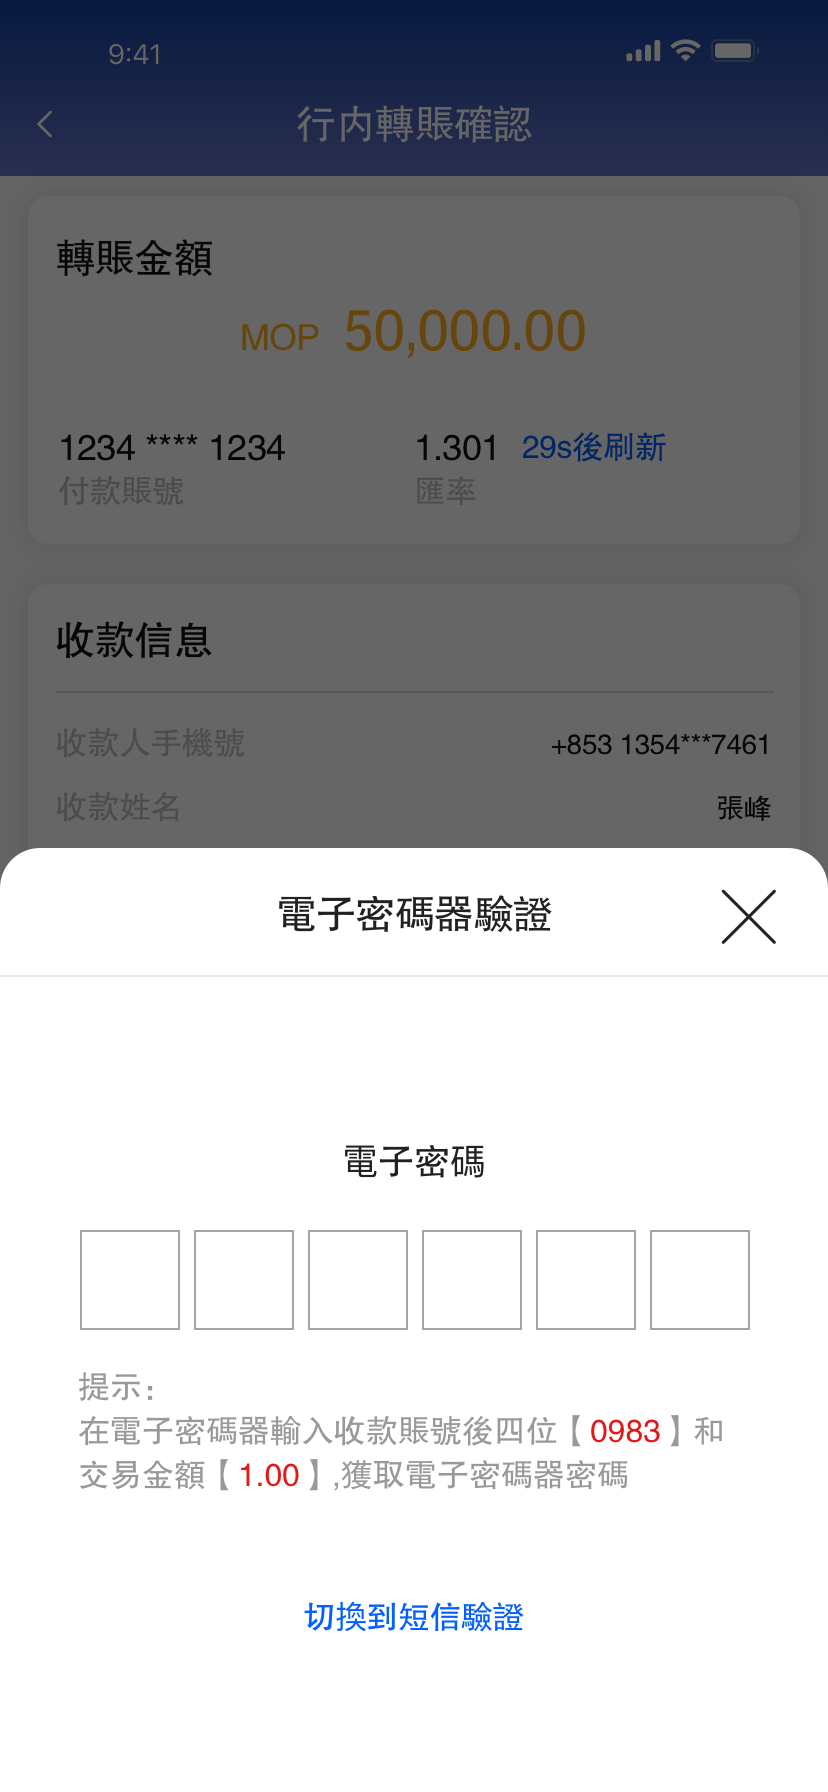 9:41
行内轉賬確認
轉賬金額
MOP 50,000.00
1234 **** 1234 1.301 29s後刷新
付款賬號 匯率
收款信息
收款人手機號 +853 1354***7461
收款姓名 張峰
電子密碼器驗證
電子密碼
提示：
在電子密碼器輸入收款賬號後四位【0983】和
交易金額【1.00】,獲取電子密碼器密碼
切換到短信驗證